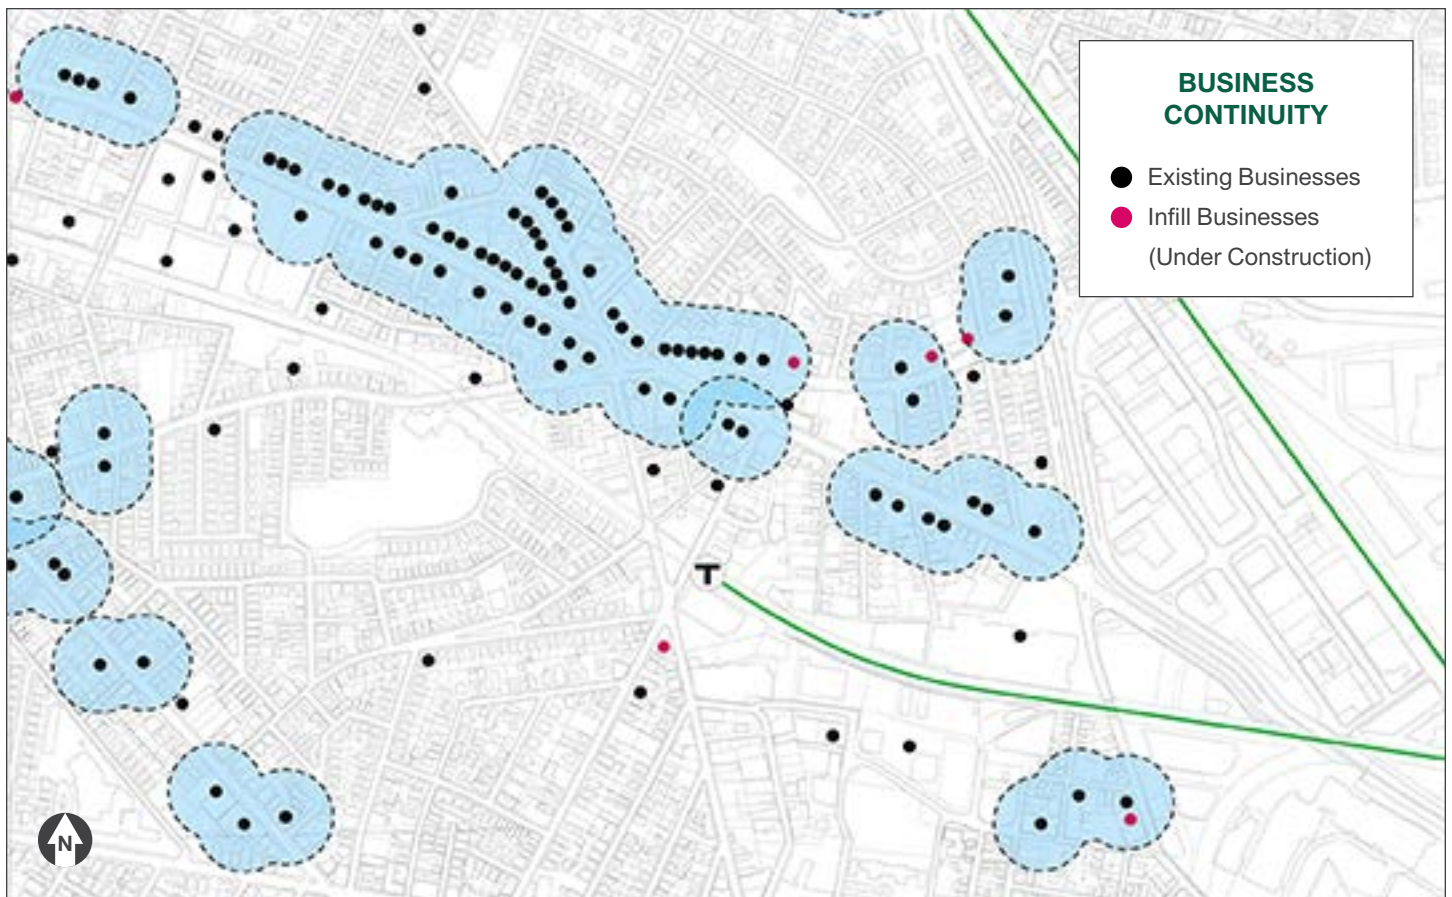 BUSINESS
CONTINUITY
Existing Businesses
Infill Businesses
(Under Construction)
T
N